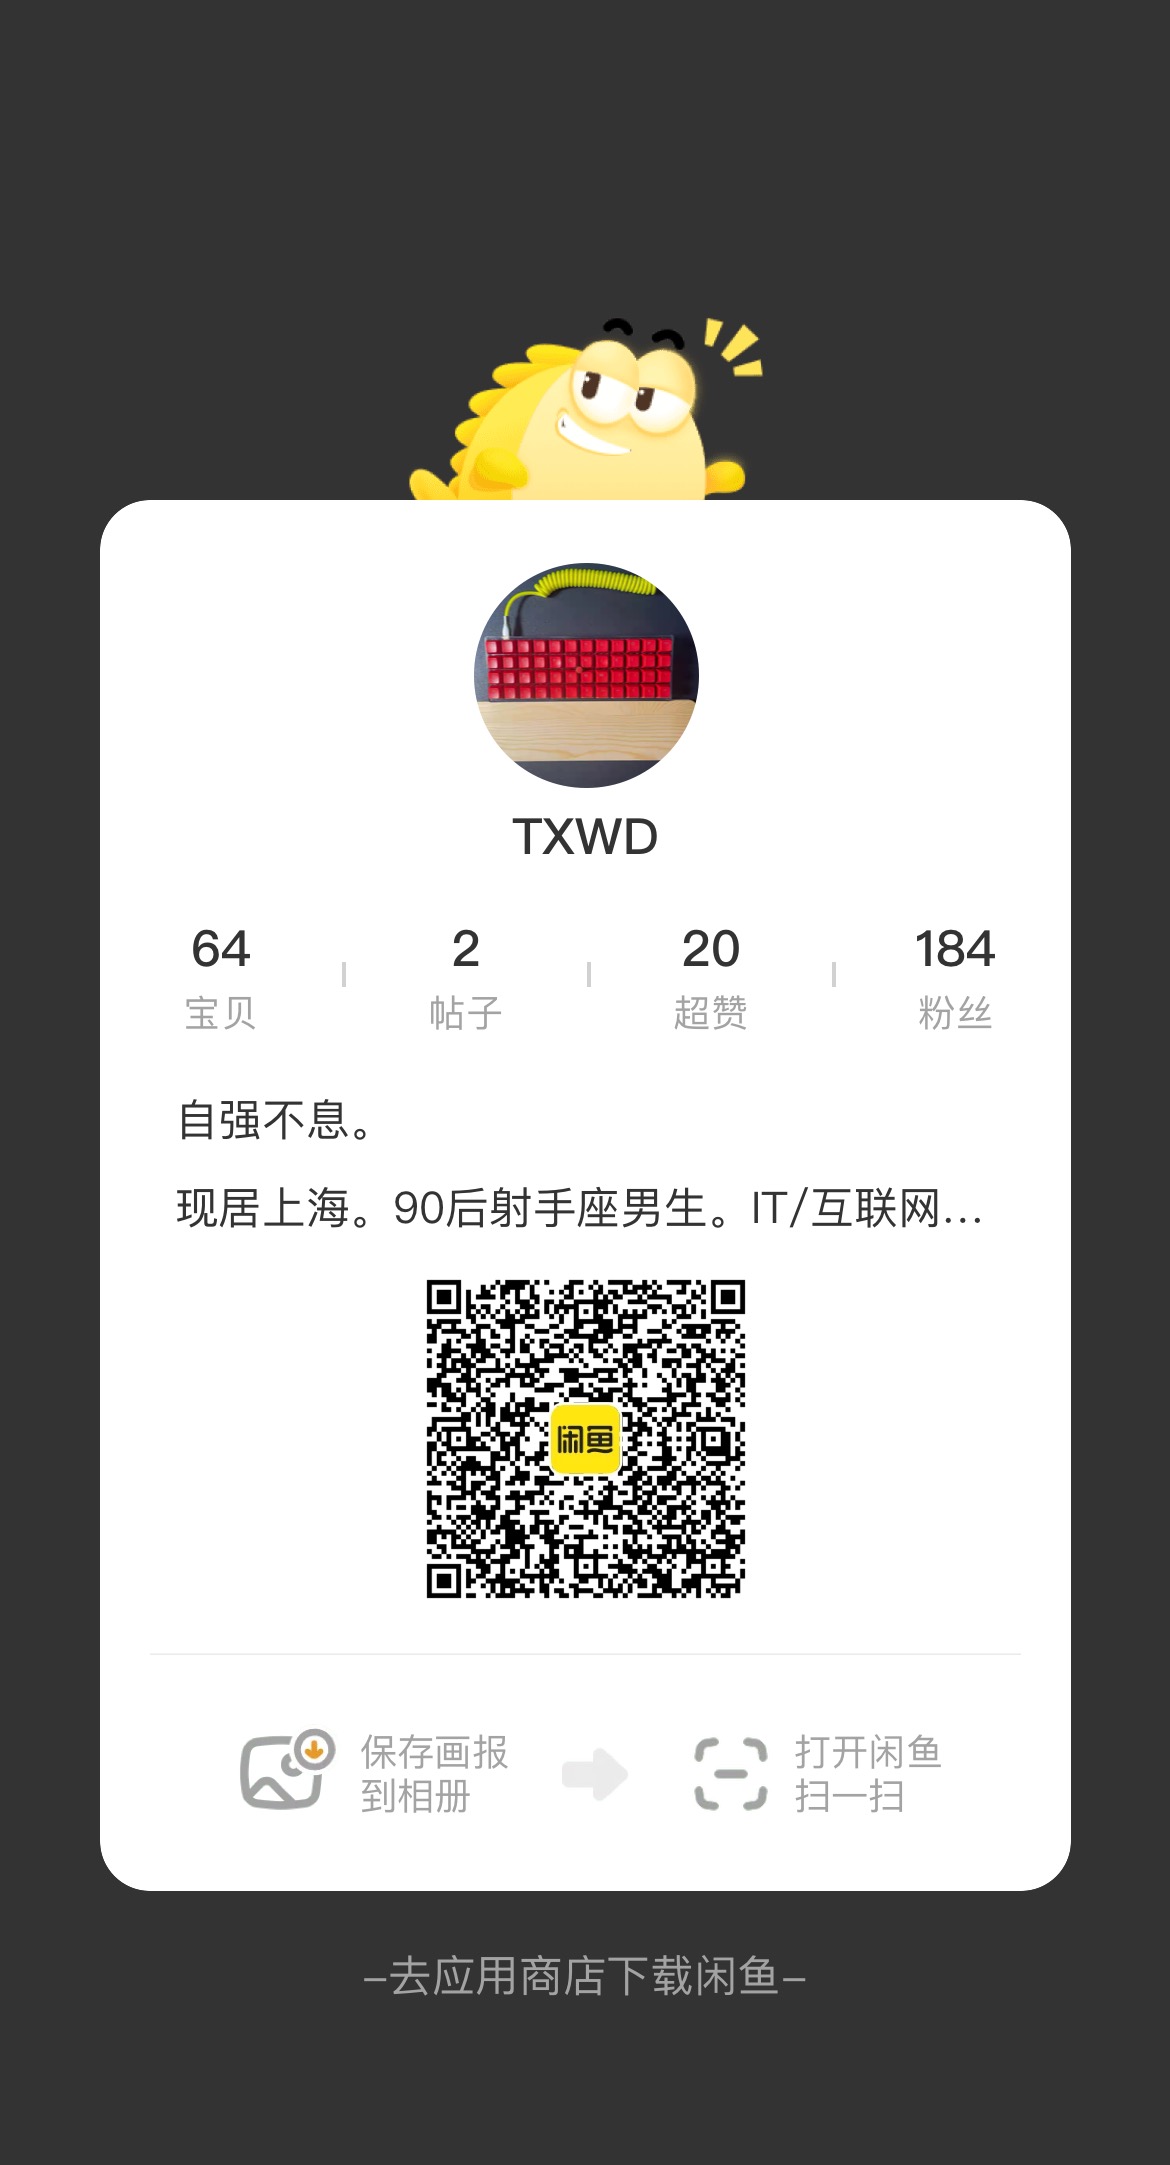 TXWD
64 2 20 184
宝贝 帖子 超赞 粉丝
自强不息。
现居上海。90后射手座男生。IT/互联网...
闲鱼
保存画报
到相册
打开闲鱼
扫一扫
–去应用商店下载闲鱼–